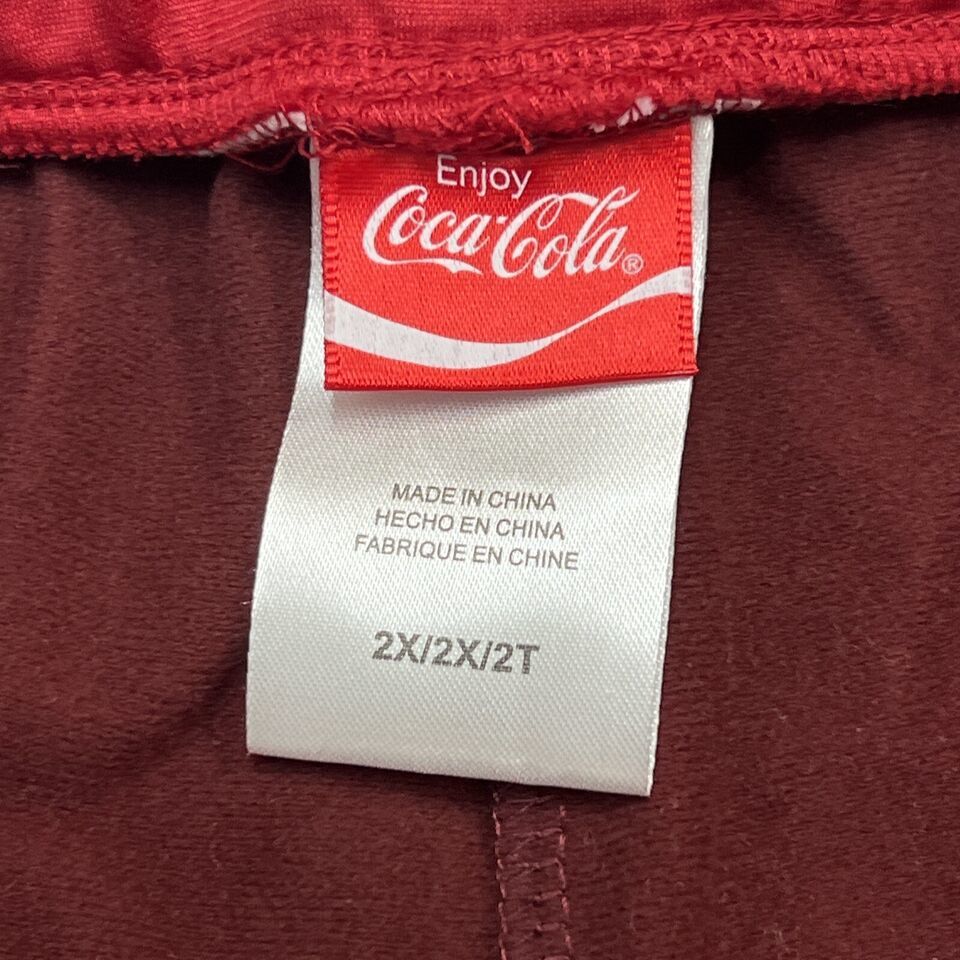 Enjoy
Coca-Cola®
MADE IN CHINA
HECHO EN CHINA
FABRIQUE EN CHINE
2X/2X/2T